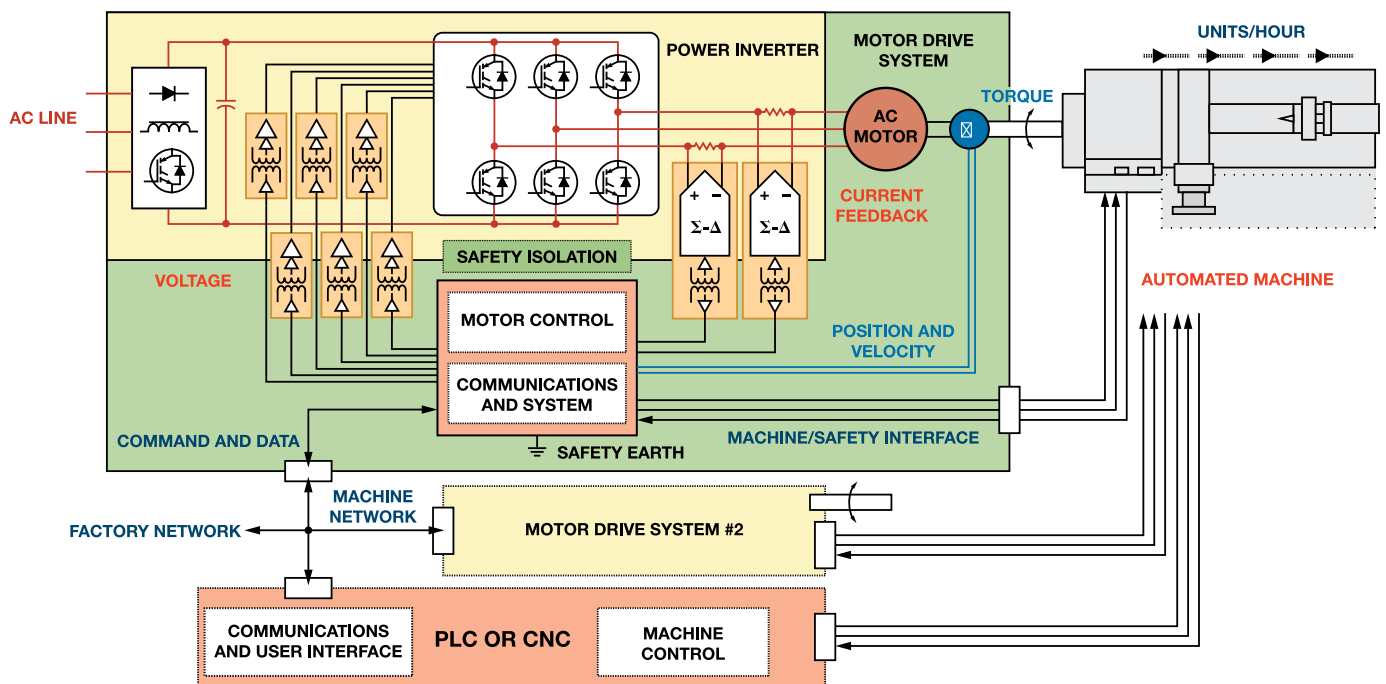 POWER INVERTER
MOTOR DRIVE
SYSTEM
UNITS/HOUR
AC LINE
TORQUE
AC
MOTOR
CURRENT
FEEDBACK
+ −
Σ-Δ
+ −
Σ-Δ
SAFETY ISOLATION
VOLTAGE
AUTOMATED MACHINE
MOTOR CONTROL
POSITION AND
VELOCITY
COMMUNICATIONS
AND SYSTEM
COMMAND AND DATA
MACHINE/SAFETY INTERFACE
SAFETY EARTH
MACHINE
NETWORK
FACTORY NETWORK
MOTOR DRIVE SYSTEM #2
COMMUNICATIONS
AND USER INTERFACE
PLC OR CNC
MACHINE
CONTROL